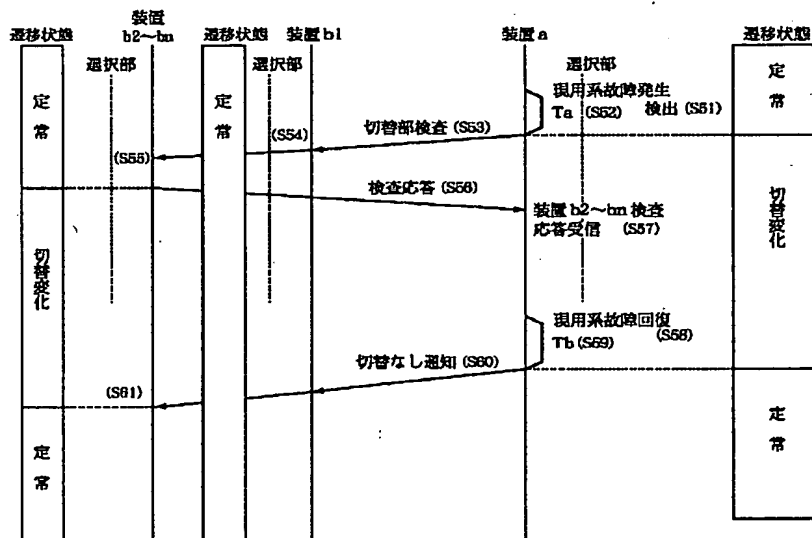 装置
遷移状態 b2～bn 遷移状態 装置b1 装置a 遷移状態
選択部 選択部 選択部
定常 定常 定常
現用系故障発生
Ta (S52) 検出 (S51)
切替部検査 (S53)
(S54)
(S55)
検査応答 (S56)
装置b2～bn検査
応答受信 (S57)
切替変化 切替変化
現用系故障回復
Tb (S59) (S58)
切替なし通知 (S60)
(S61)
定常 定常